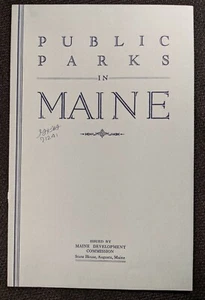 PUBLIC
PARKS
IN
MAINE
ISSUED BY
MAINE DEVELOPMENT
COMMISSION
STATE HOUSE, AUGUSTA, MAINE